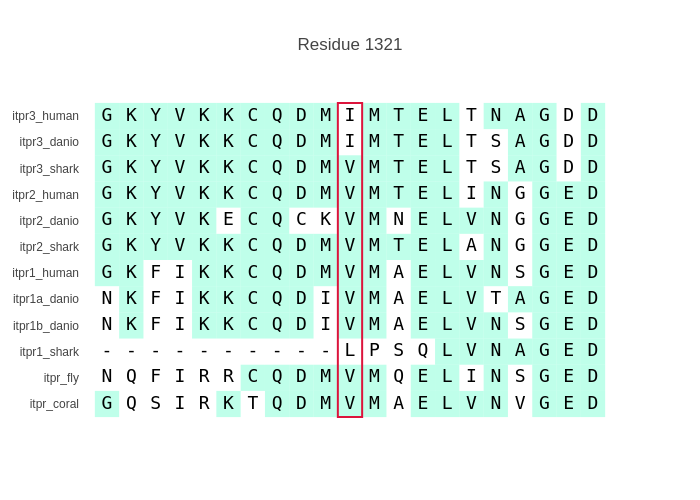 Residue 1321
itpr3_human G K Y V K K C Q D M I M T E L T N A G D D
itpr3_danio G K Y V K K C Q D M I M T E L T S A G D D
itpr3_shark G K Y V K K C Q D M V M T E L T S A G D D
itpr2_human G K Y V K K C Q D M V M T E L I N G G E D
itpr2_danio G K Y V K E C Q C K V M N E L V N G G E D
itpr2_shark G K Y V K K C Q D M V M T E L A N G G E D
itpr1_human G K F I K K C Q D M V M A E L V N S G E D
itpr1a_danio N K F I K K C Q D I V M A E L V T A G E D
itpr1b_danio N K F I K K C Q D I V M A E L V N S G E D
itpr1_shark - - - - - - - - - - L P S Q L V N A G E D
itpr_fly N Q F I R R C Q D M V M Q E L I N S G E D
itpr_coral G Q S I R K T Q D M V M A E L V N V G E D